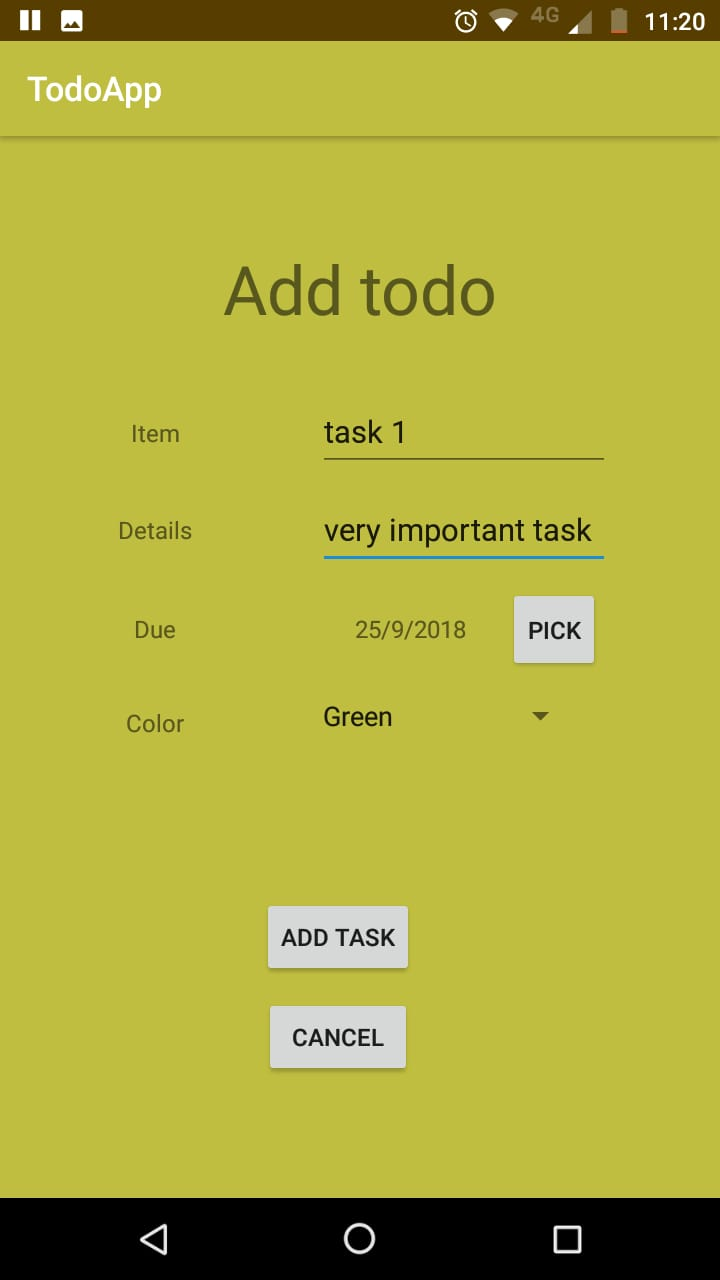 4G 11:20
TodoApp
Add todo
Item task 1
Details very important task
Due 25/9/2018 PICK
Color Green
ADD TASK
CANCEL